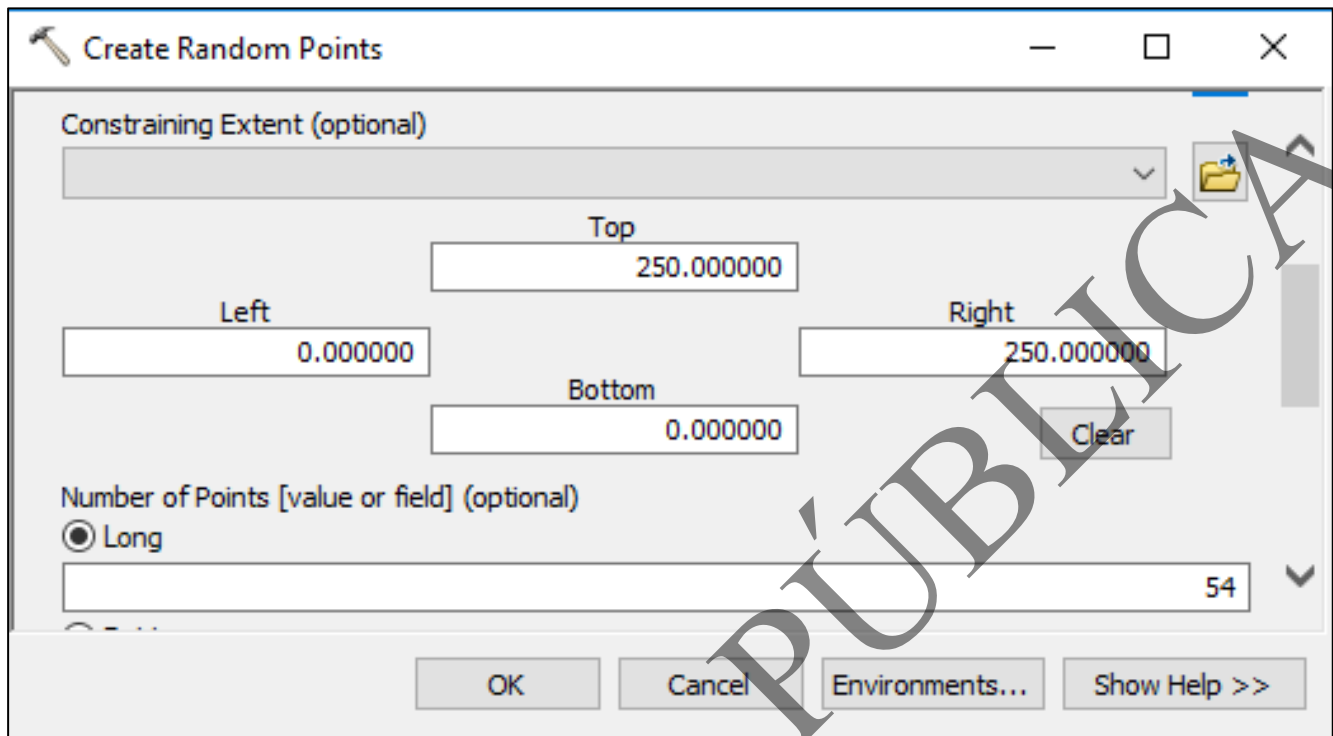 Create Random Points
Constraining Extent (optional)
Top
250.000000
Left
Right
0.000000
250.000000
Bottom
0.000000
Clear
Number of Points [value or field] (optional)
Long
54
OK
Cancel
Environments...
Show Help >>
PÚBLICA